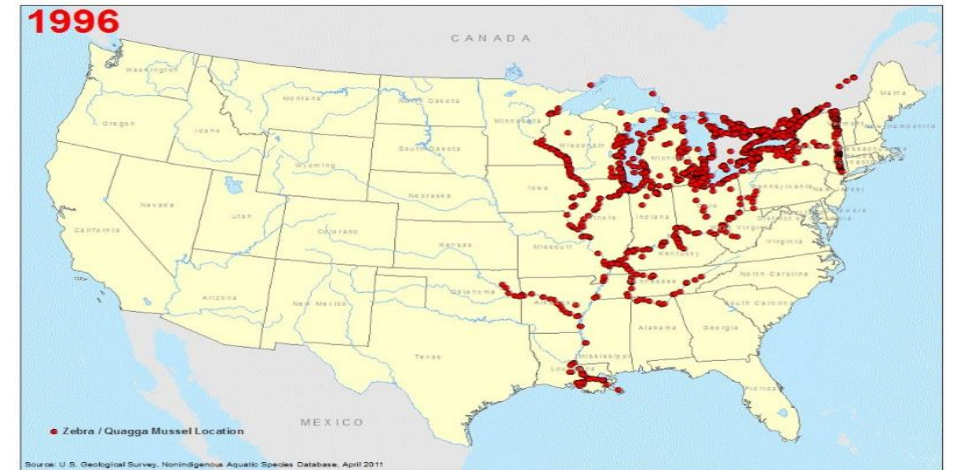 1996
CANADA
Washington
Maine
Montana
North Dakota
Minnesota
Oregon
New Hampshire
Idaho
Wisconsin
South Dakota
Michigan
Wyoming
Iowa
Pennsylvania
Nebraska
Nevada
Utah
Illinois
Indiana
Ohio
Colorado
California
Kansas
Missouri
Kentucky
Virginia
North Carolina
Oklahoma
Tennessee
Arizona
New Mexico
Arkansas
South Carolina
Alabama
Georgia
Mississippi
Texas
Louisiana
Florida
MEXICO
Zebra / Quagga Mussel Location
Source: U.S. Geological Survey, Nonindigenous Aquatic Species Database, April 2011